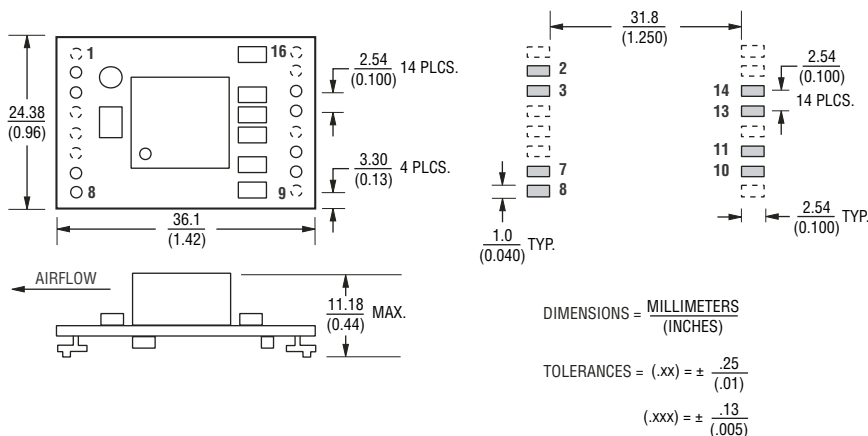 1
16
8
9
24.38
(0.96)
2.54
(0.100)
14 PLCS.
3.30
(0.13)
4 PLCS.
36.1
(1.42)
AIRFLOW
11.18
(0.44)
MAX.
31.8
(1.250)
2
3
7
8
14
13
11
10
2.54
(0.100)
14 PLCS.
1.0
(0.040)
TYP.
2.54
(0.100)
TYP.
DIMENSIONS = MILLIMETERS
(INCHES)
TOLERANCES = (.xx) = ± .25
(.01)
(.xxx) = ± .13
(.005)